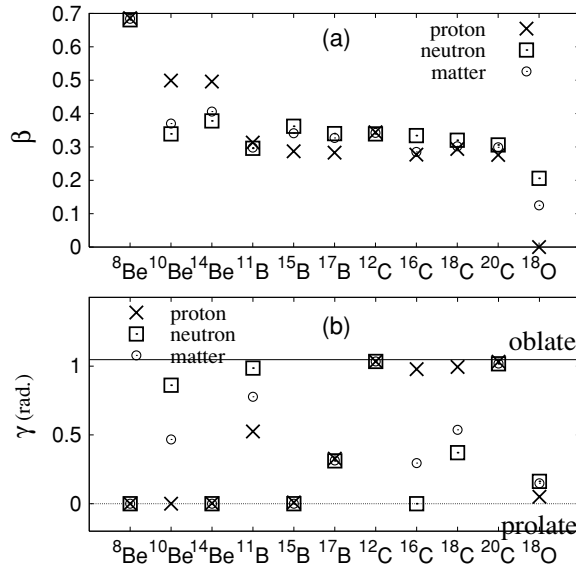 0.7
0.6
0.5
0.4
0.3
0.2
0.1
0
β
(a)
proton
neutron
matter
⁸Be ¹⁰Be ¹⁴Be ¹¹B ¹⁵B ¹⁷B ¹²C ¹⁶C ¹⁸C ²⁰C ¹⁸O
1
0.5
0
γ (rad.)
proton
neutron
matter
(b)
oblate
prolate
⁸Be ¹⁰Be ¹⁴Be ¹¹B ¹⁵B ¹⁷B ¹²C ¹⁶C ¹⁸C ²⁰C ¹⁸O